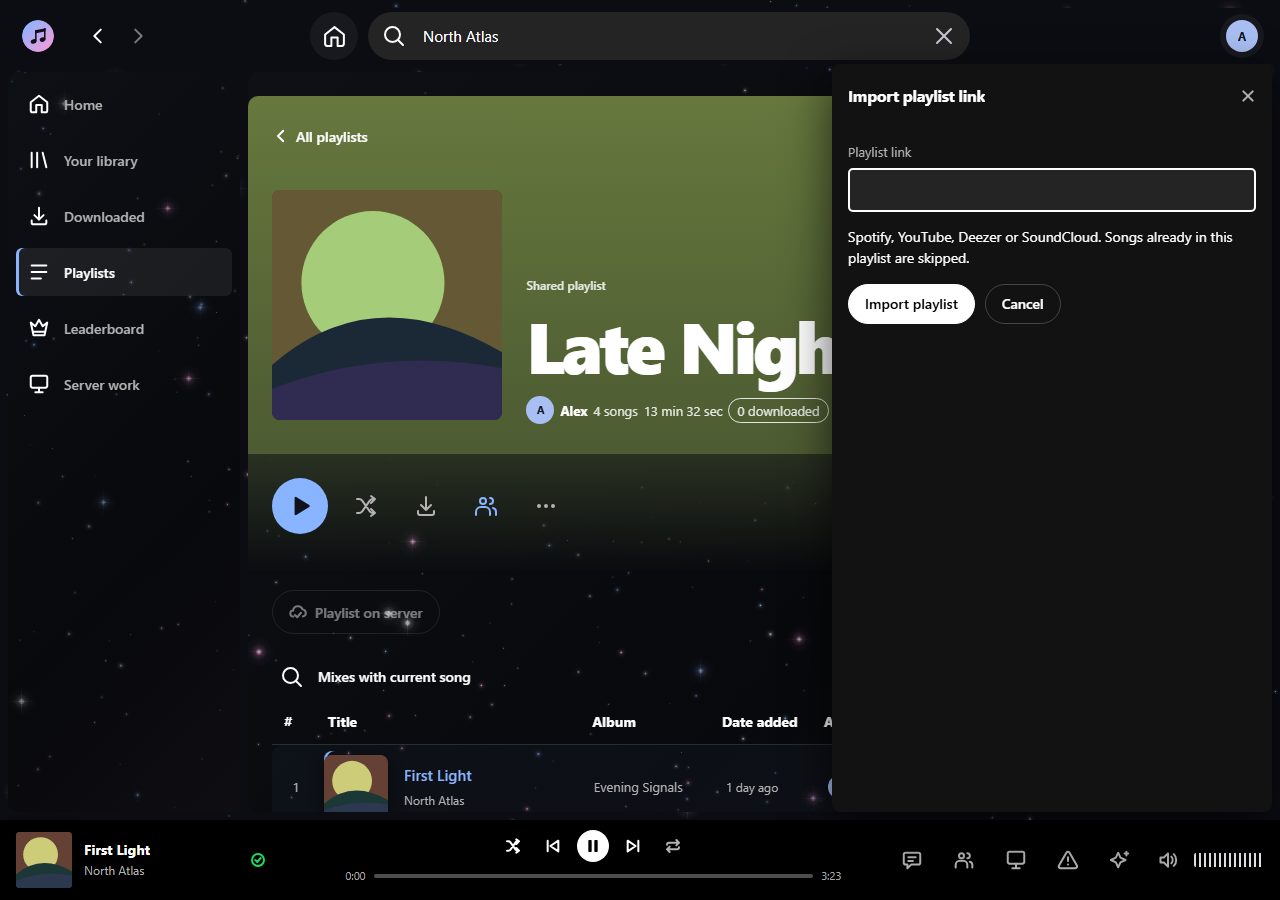 North Atlas
A
Home
Your library
Downloaded
Playlists
Leaderboard
Server work
All playlists
Shared playlist
Late Nigh
A Alex 4 songs 13 min 32 sec 0 downloaded
Playlist on server
Mixes with current song
# Title Album Date added A
1 First Light Evening Signals 1 day ago
North Atlas
Import playlist link
Playlist link
Spotify, YouTube, Deezer or SoundCloud. Songs already in this
playlist are skipped.
Import playlist Cancel
First Light
North Atlas
0:00 3:23